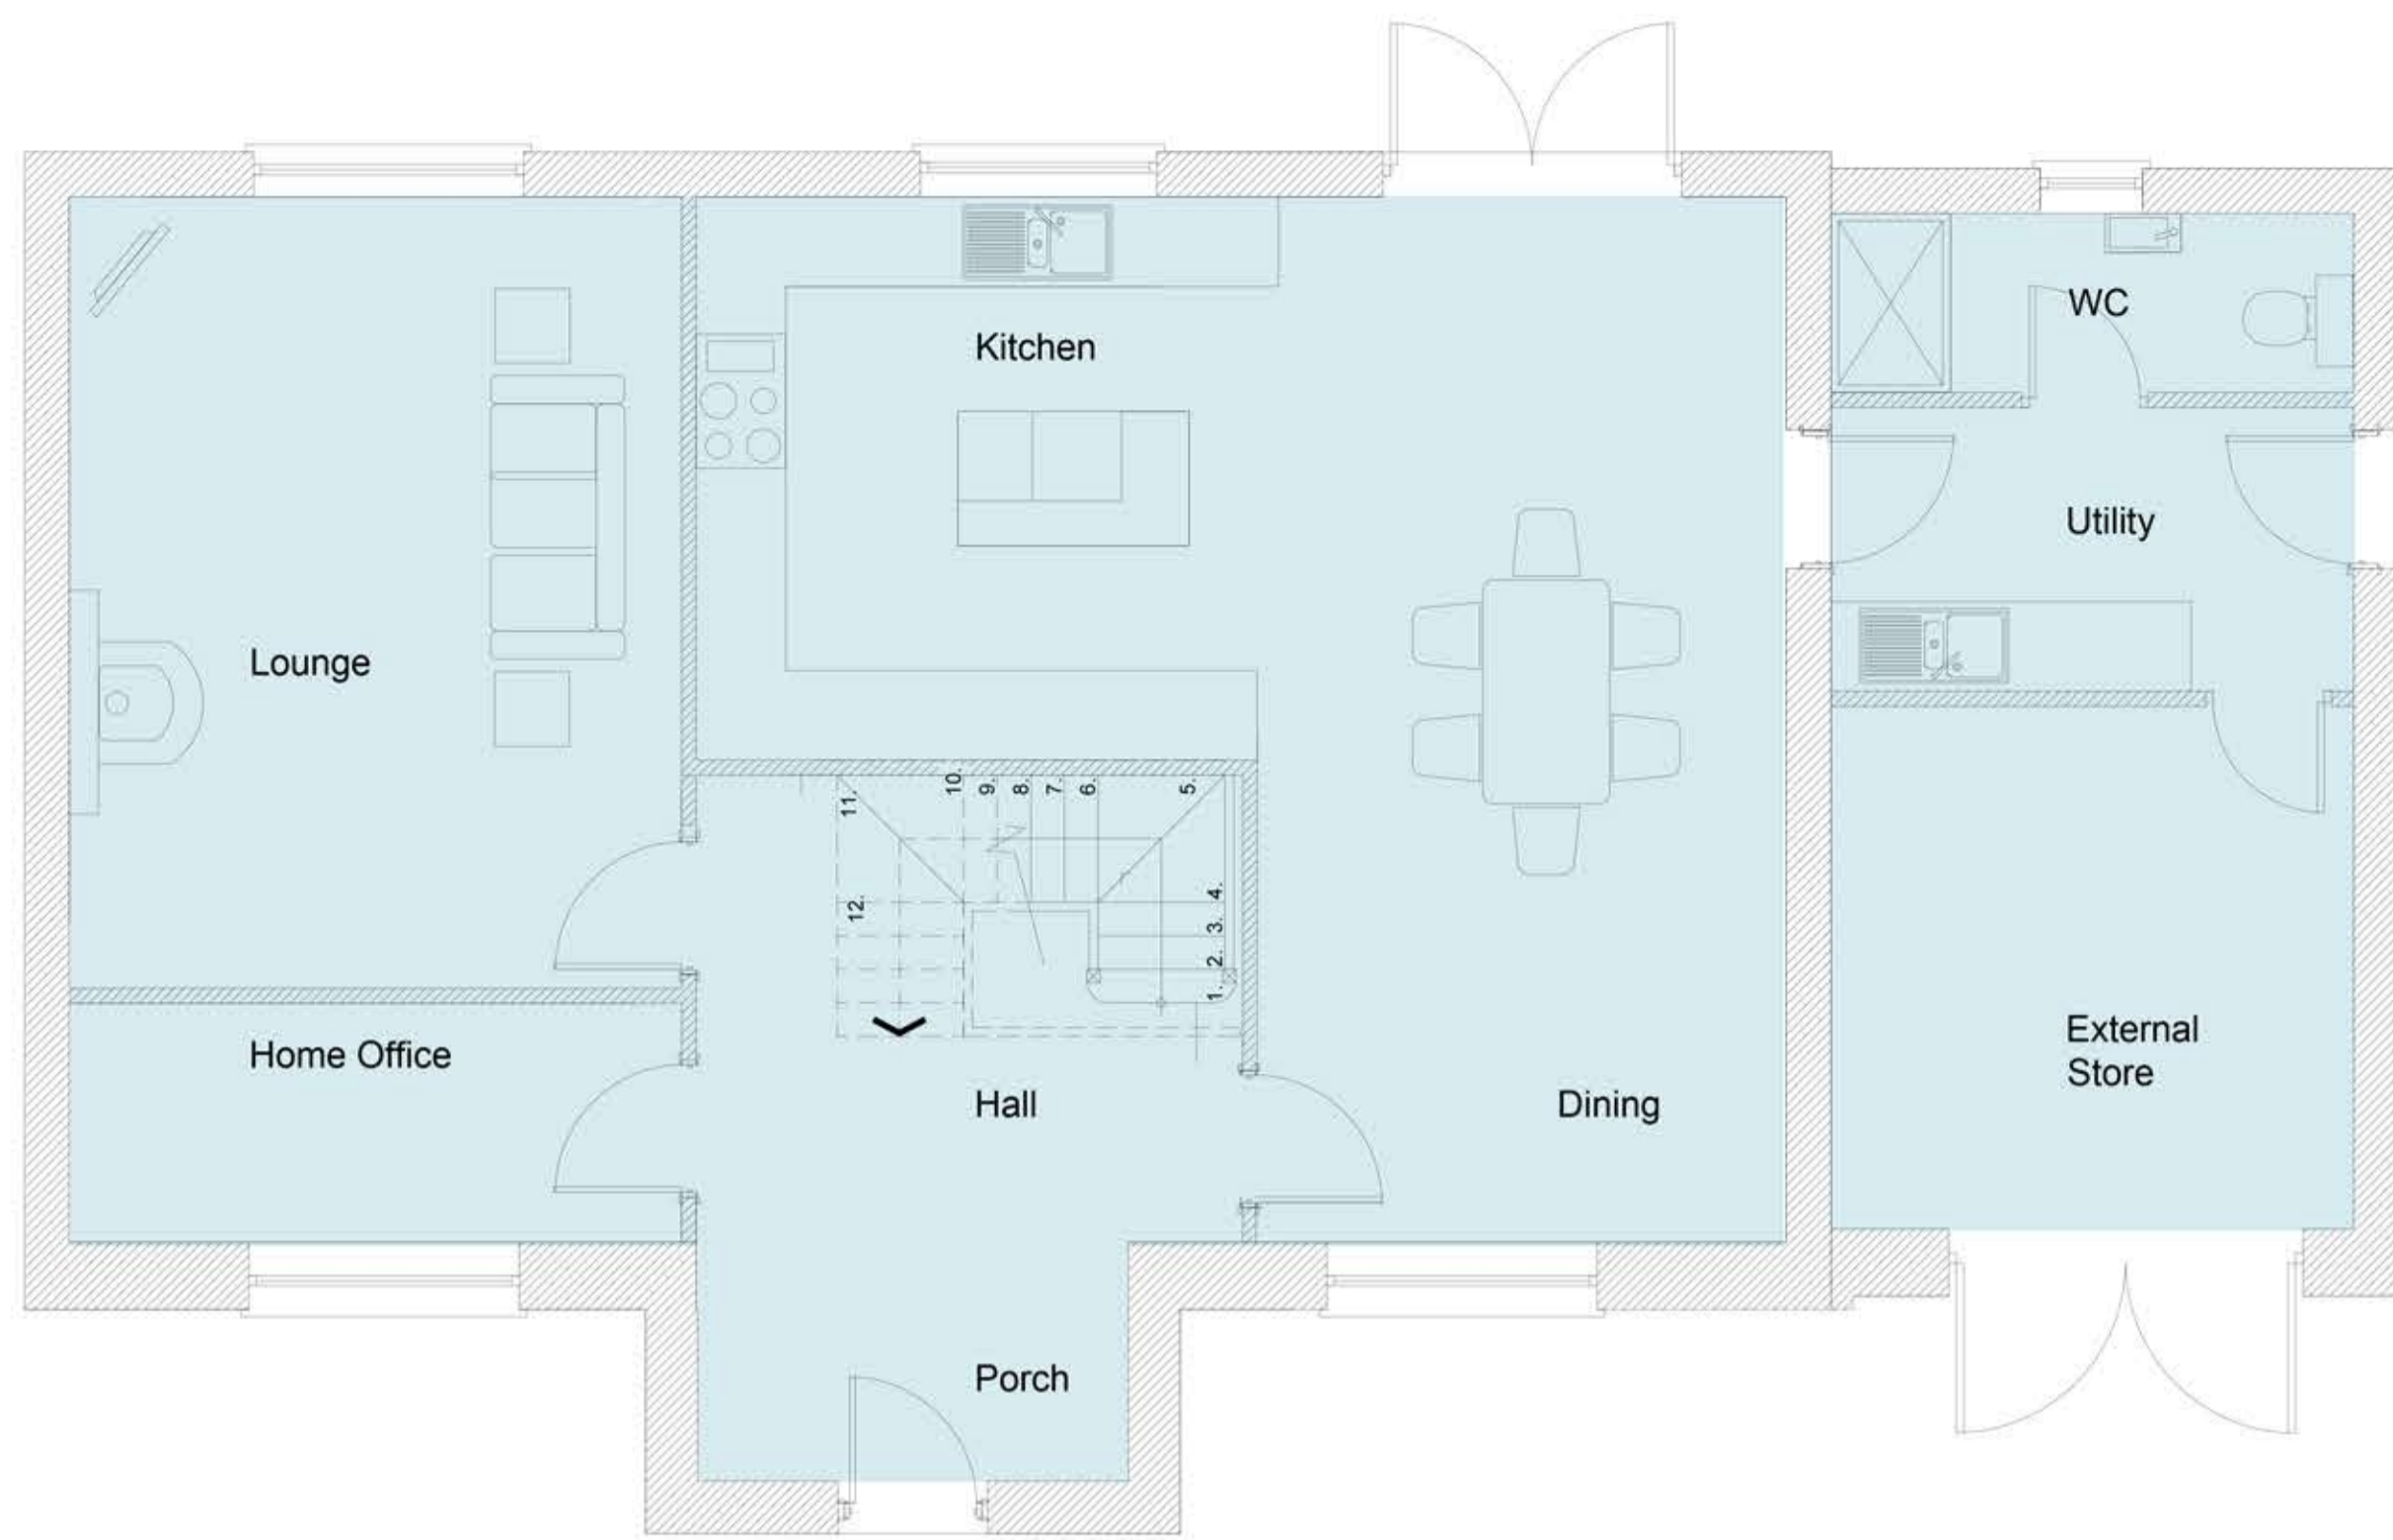 WC
Kitchen
Utility
Lounge
11.
10.
9.
8.
7.
6.
5.
12.
4.
3.
2.
1.
Home Office
Hall
Dining
External
Store
Porch